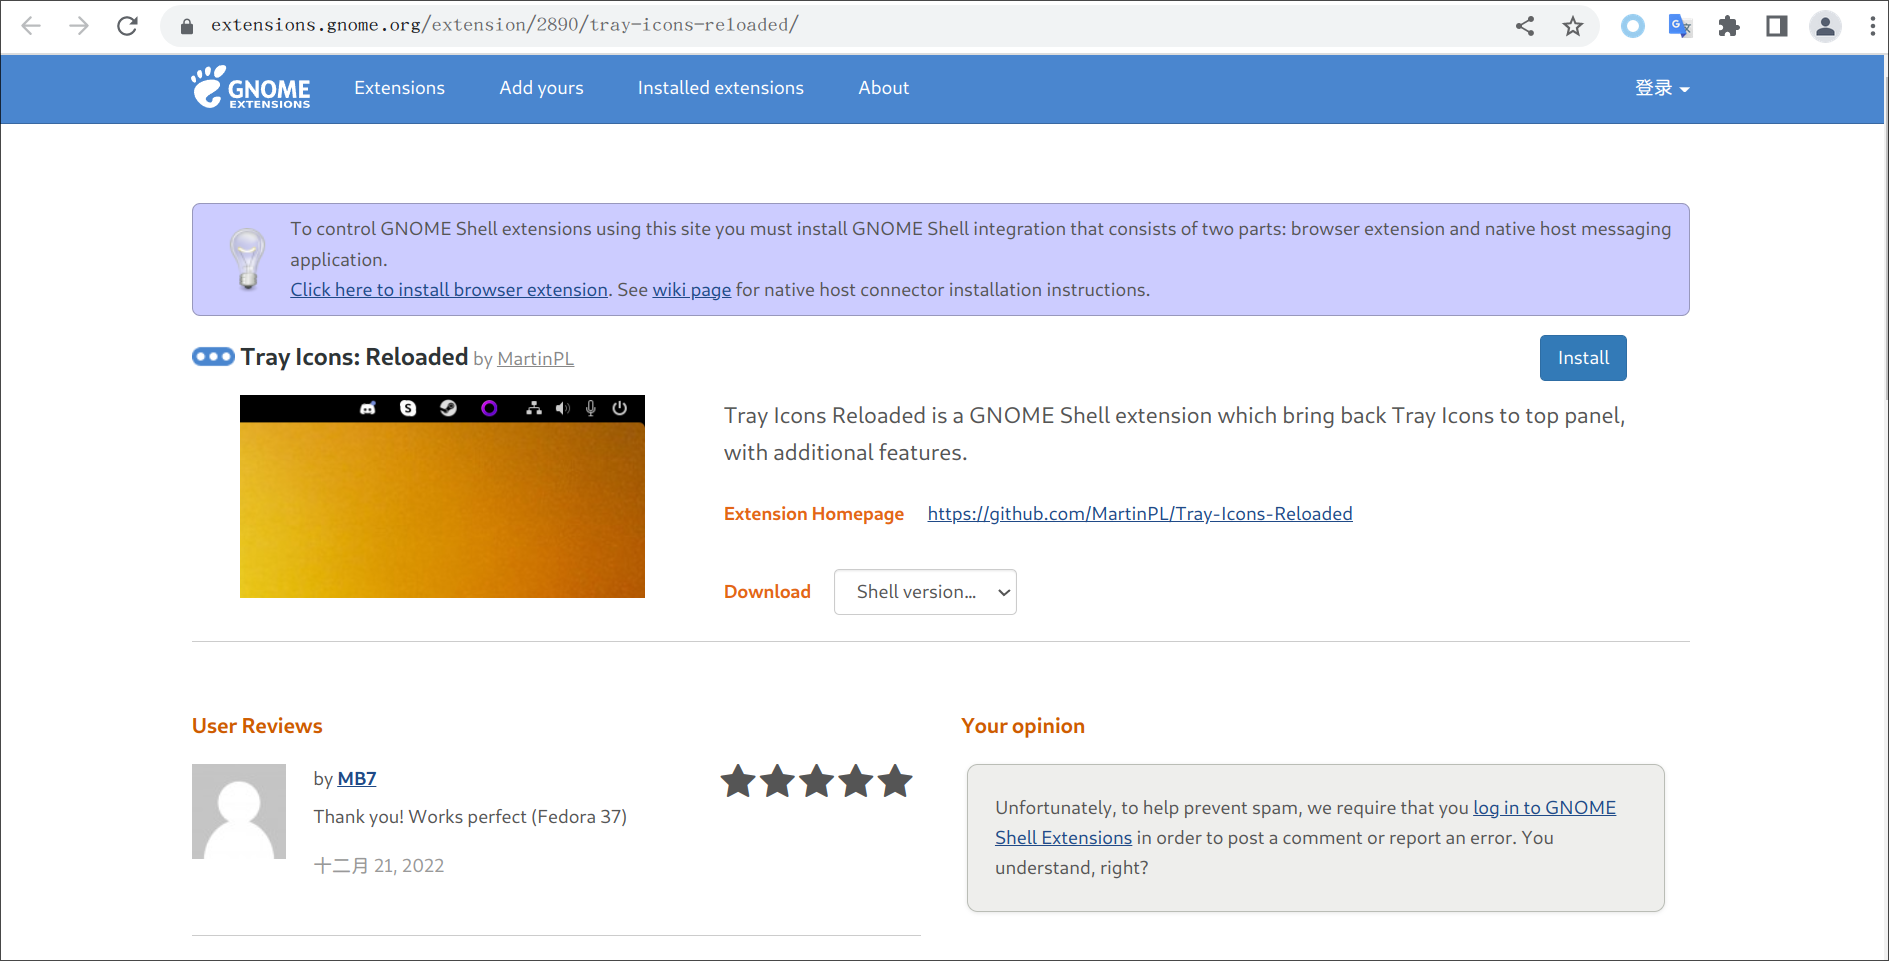 extensions.gnome.org/extension/2890/tray-icons-reloaded/
GNOME
EXTENSIONS
Extensions
Add yours
Installed extensions
About
登录
To control GNOME Shell extensions using this site you must install GNOME Shell integration that consists of two parts: browser extension and native host messaging
application.
Click here to install browser extension. See wiki page for native host connector installation instructions.
Tray Icons: Reloaded by MartinPL
Install
Tray Icons Reloaded is a GNOME Shell extension which bring back Tray Icons to top panel,
with additional features.
Extension Homepage https://github.com/MartinPL/Tray-Icons-Reloaded
Download Shell version...
User Reviews
by MB7
Thank you! Works perfect (Fedora 37)
十二月 21, 2022
Your opinion
Unfortunately, to help prevent spam, we require that you log in to GNOME
Shell Extensions in order to post a comment or report an error. You
understand, right?